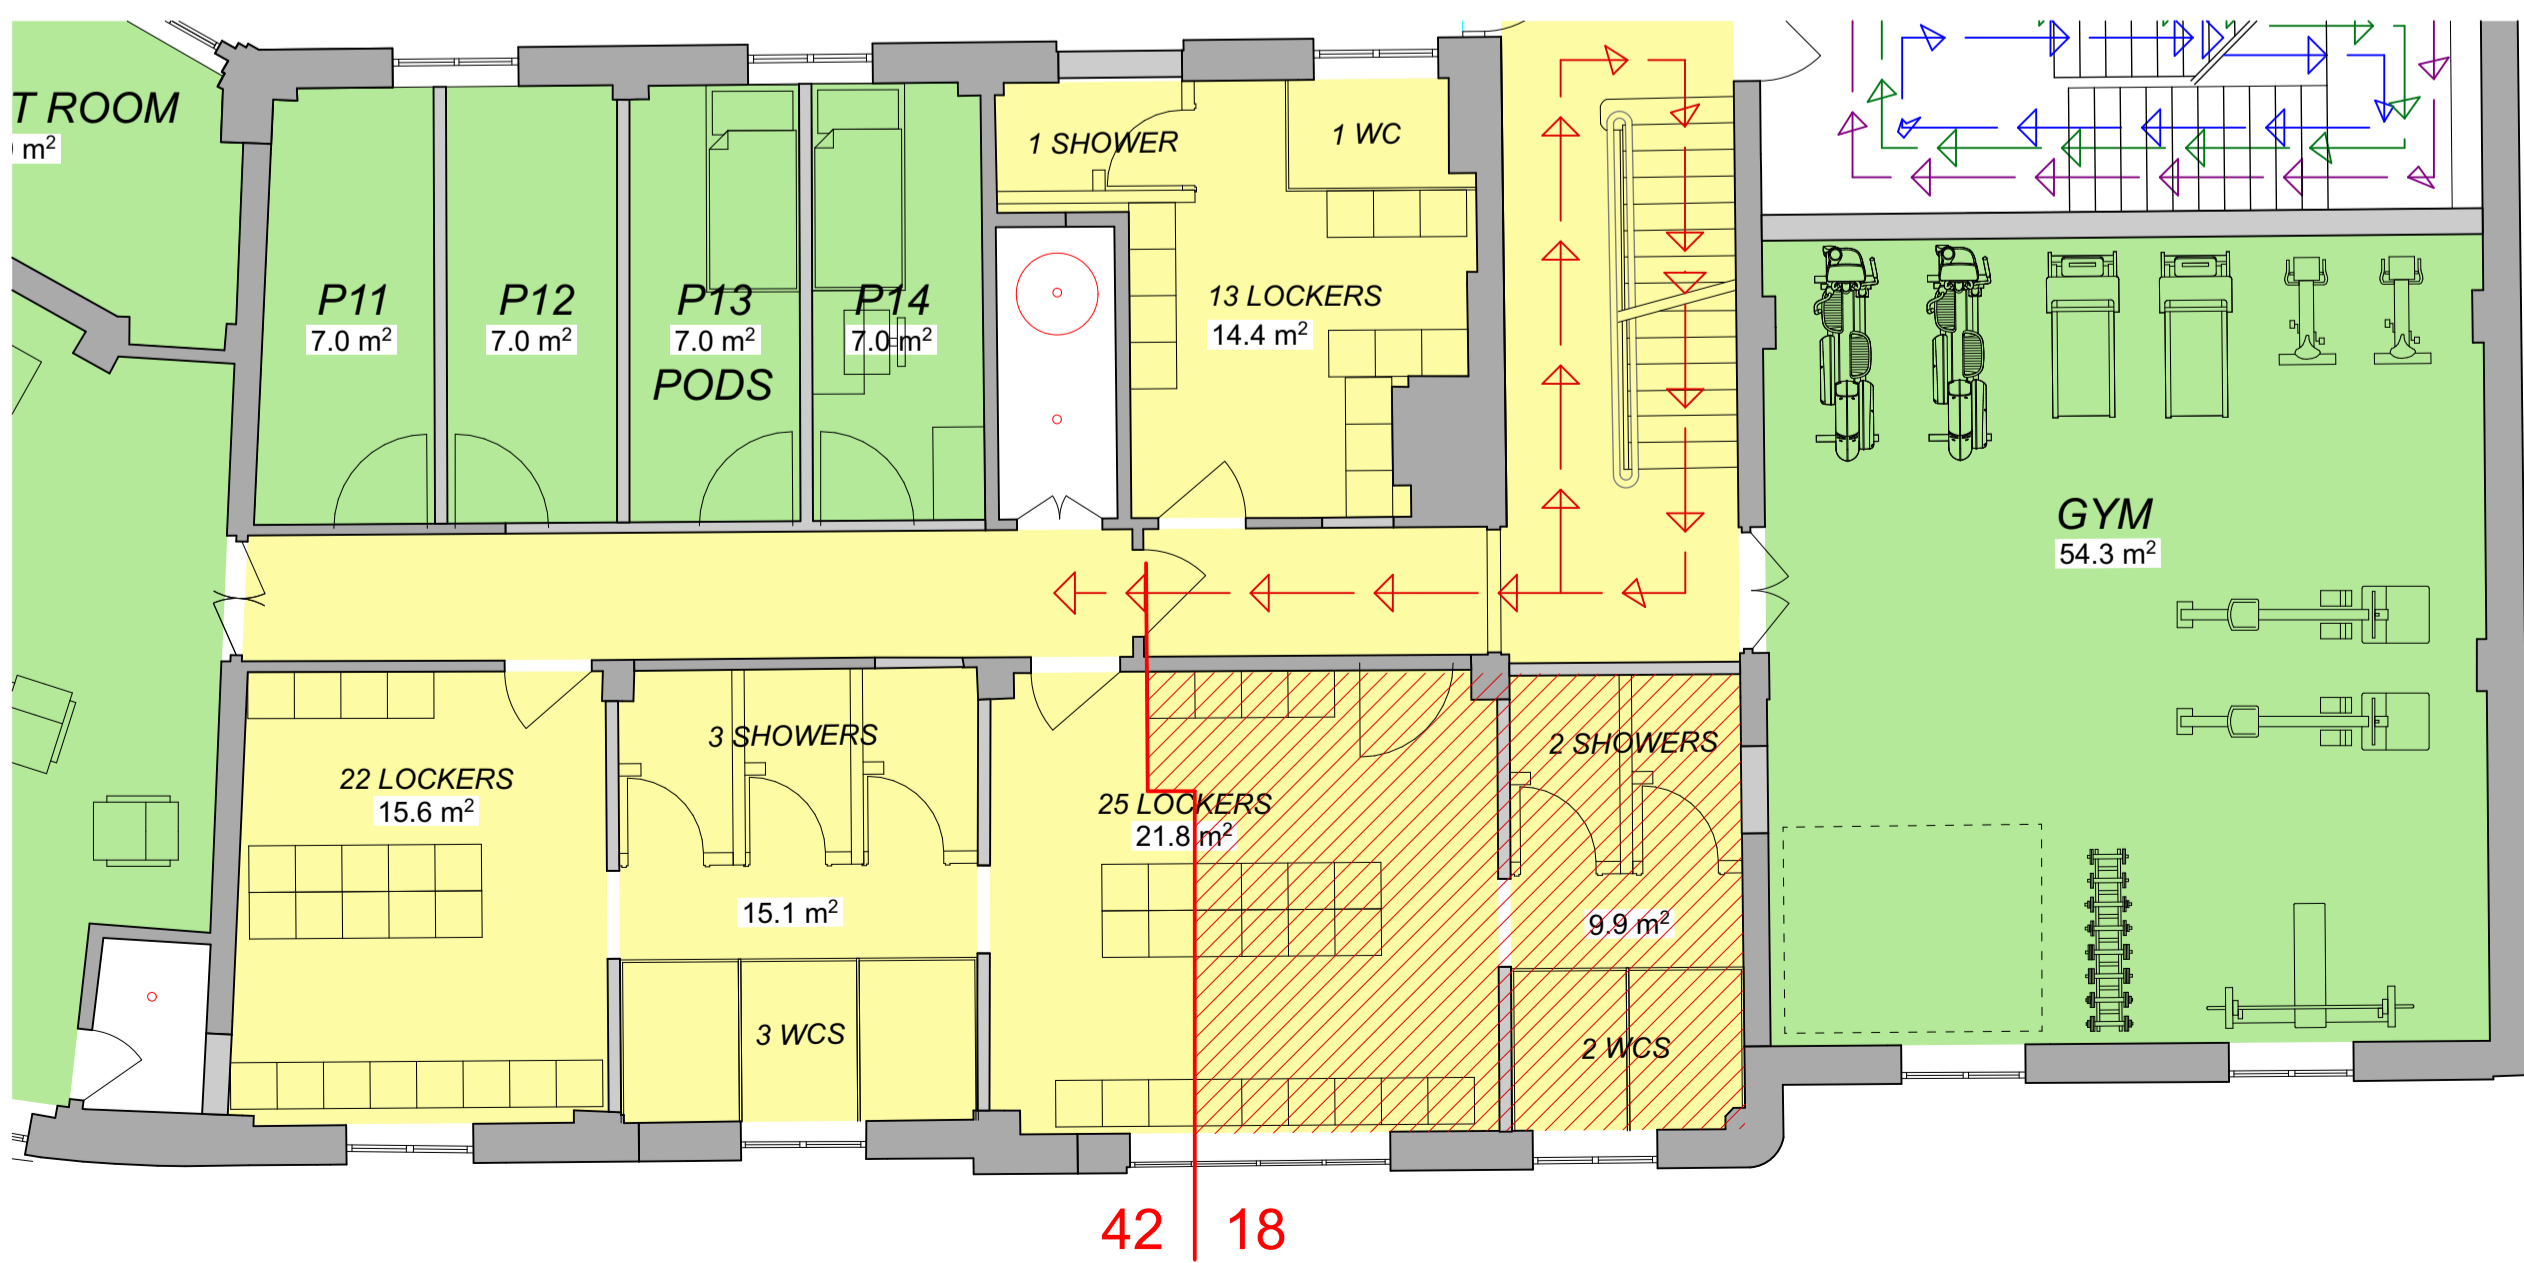 T ROOM
m²
P11
7.0 m²
P12
7.0 m²
P13
7.0 m²
PODS
P14
7.0 m²
1 SHOWER
1 WC
13 LOCKERS
14.4 m²
GYM
54.3 m²
22 LOCKERS
15.6 m²
3 SHOWERS
15.1 m²
3 WCS
25 LOCKERS
21.8 m²
2 SHOWERS
9.9 m²
2 WCS
42
18